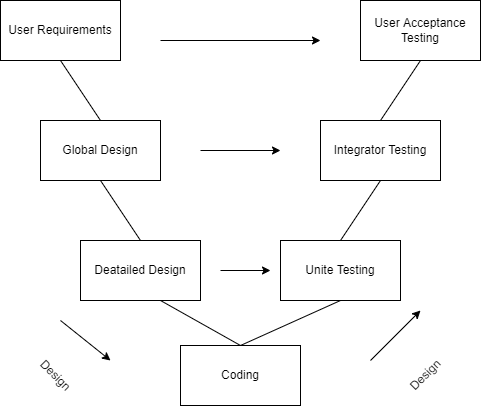 User Requirements
User Acceptance
Testing
Global Design
Integrator Testing
Deatailed Design
Unite Testing
Design
Coding
Design